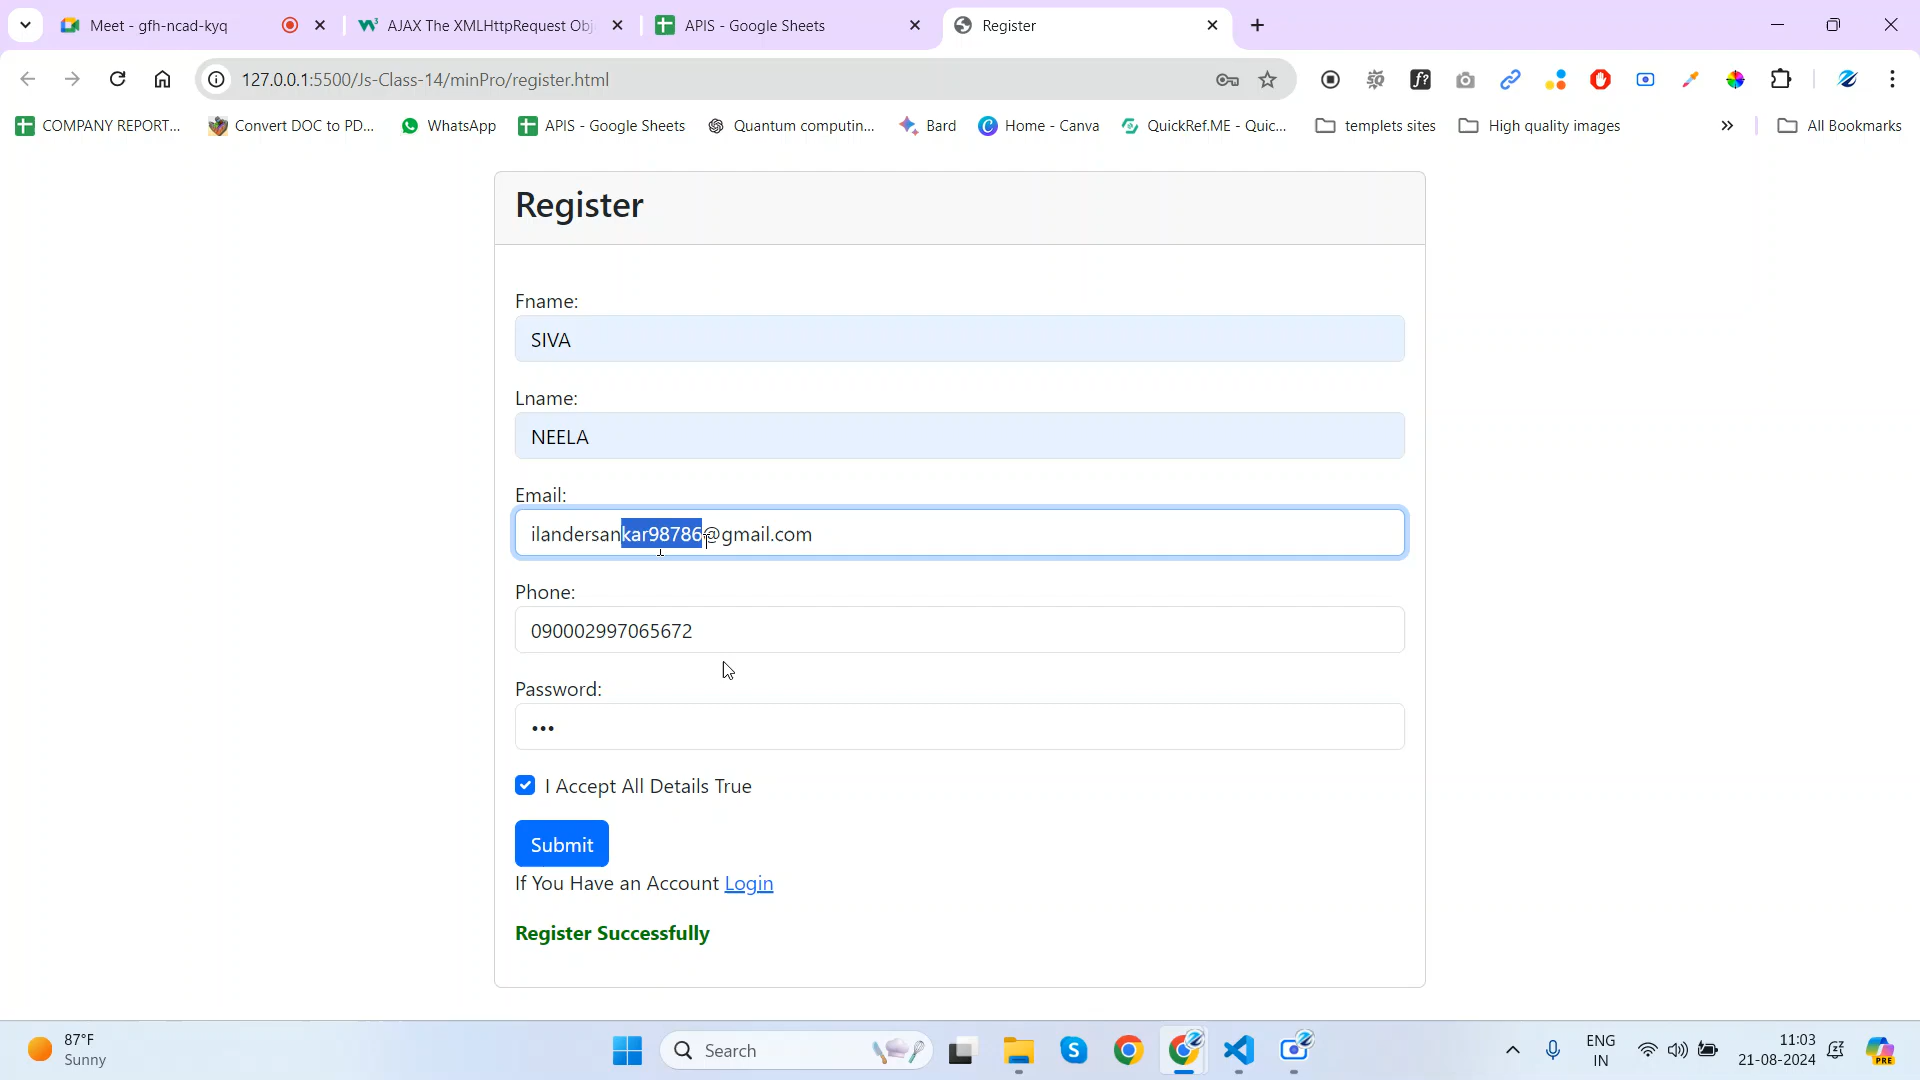 Meet - gfh-ncad-kyq
AJAX The XMLHttpRequest Obj
APIS - Google Sheets
Register
127.0.0.1:5500/Js-Class-14/minPro/register.html
COMPANY REPORT...
Convert DOC to PD...
WhatsApp
APIS - Google Sheets
Quantum computin...
Bard
Home - Canva
QuickRef.ME - Quic...
templets sites
High quality images
All Bookmarks
Register
Fname:
SIVA
Lname:
NEELA
Email:
ilandersankar98786@gmail.com
Phone:
090002997065672
Password:
•••
I Accept All Details True
Submit
If You Have an Account Login
Register Successfully
87°F
Sunny
Search
ENG
IN
11:03
21-08-2024
PRE